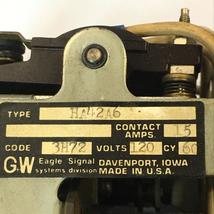 TYPE HA42A6
CONTACT AMPS. 15
CODE 3H72 VOLTS 120 CY 60
G+W Eagle Signal DAVENPORT, IOWA
systems division MADE IN U.S.A.